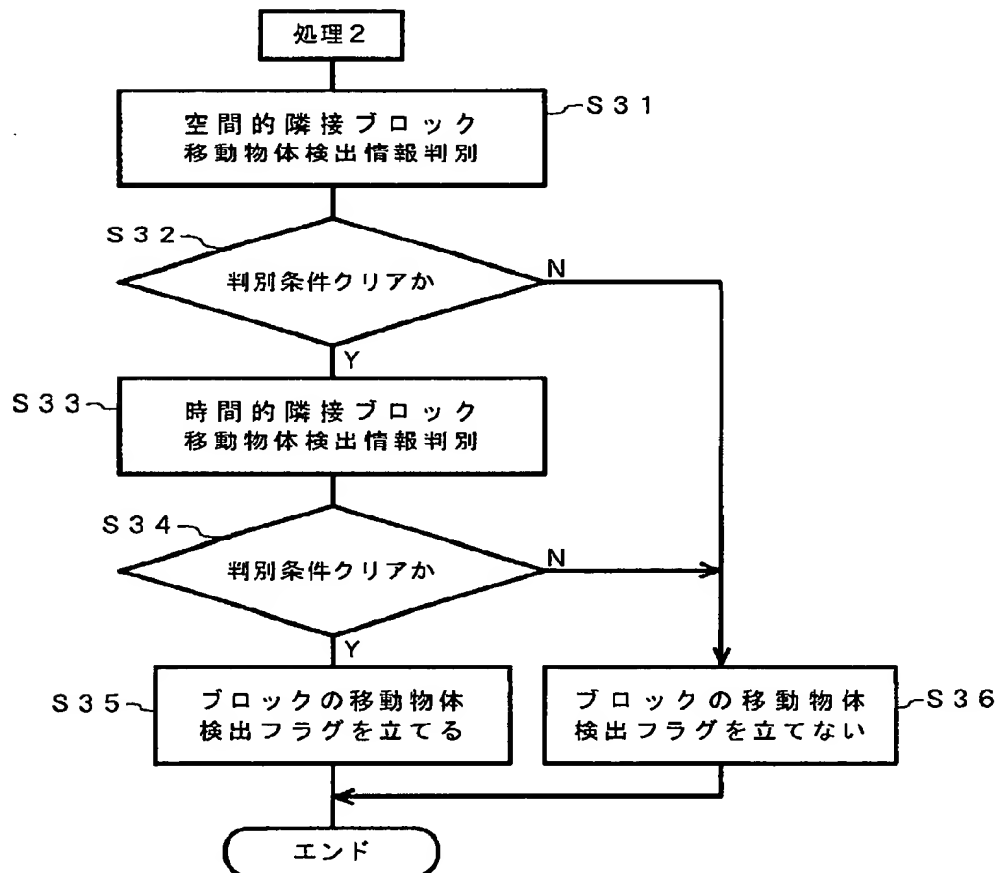 処理2
空間的隣接ブロック
移動物体検出情報判別
S31
S32
判別条件クリアか
N
Y
S33
時間的隣接ブロック
移動物体検出情報判別
S34
判別条件クリアか
N
Y
S35
ブロックの移動物体
検出フラグを立てる
ブロックの移動物体
検出フラグを立てない
S36
エンド